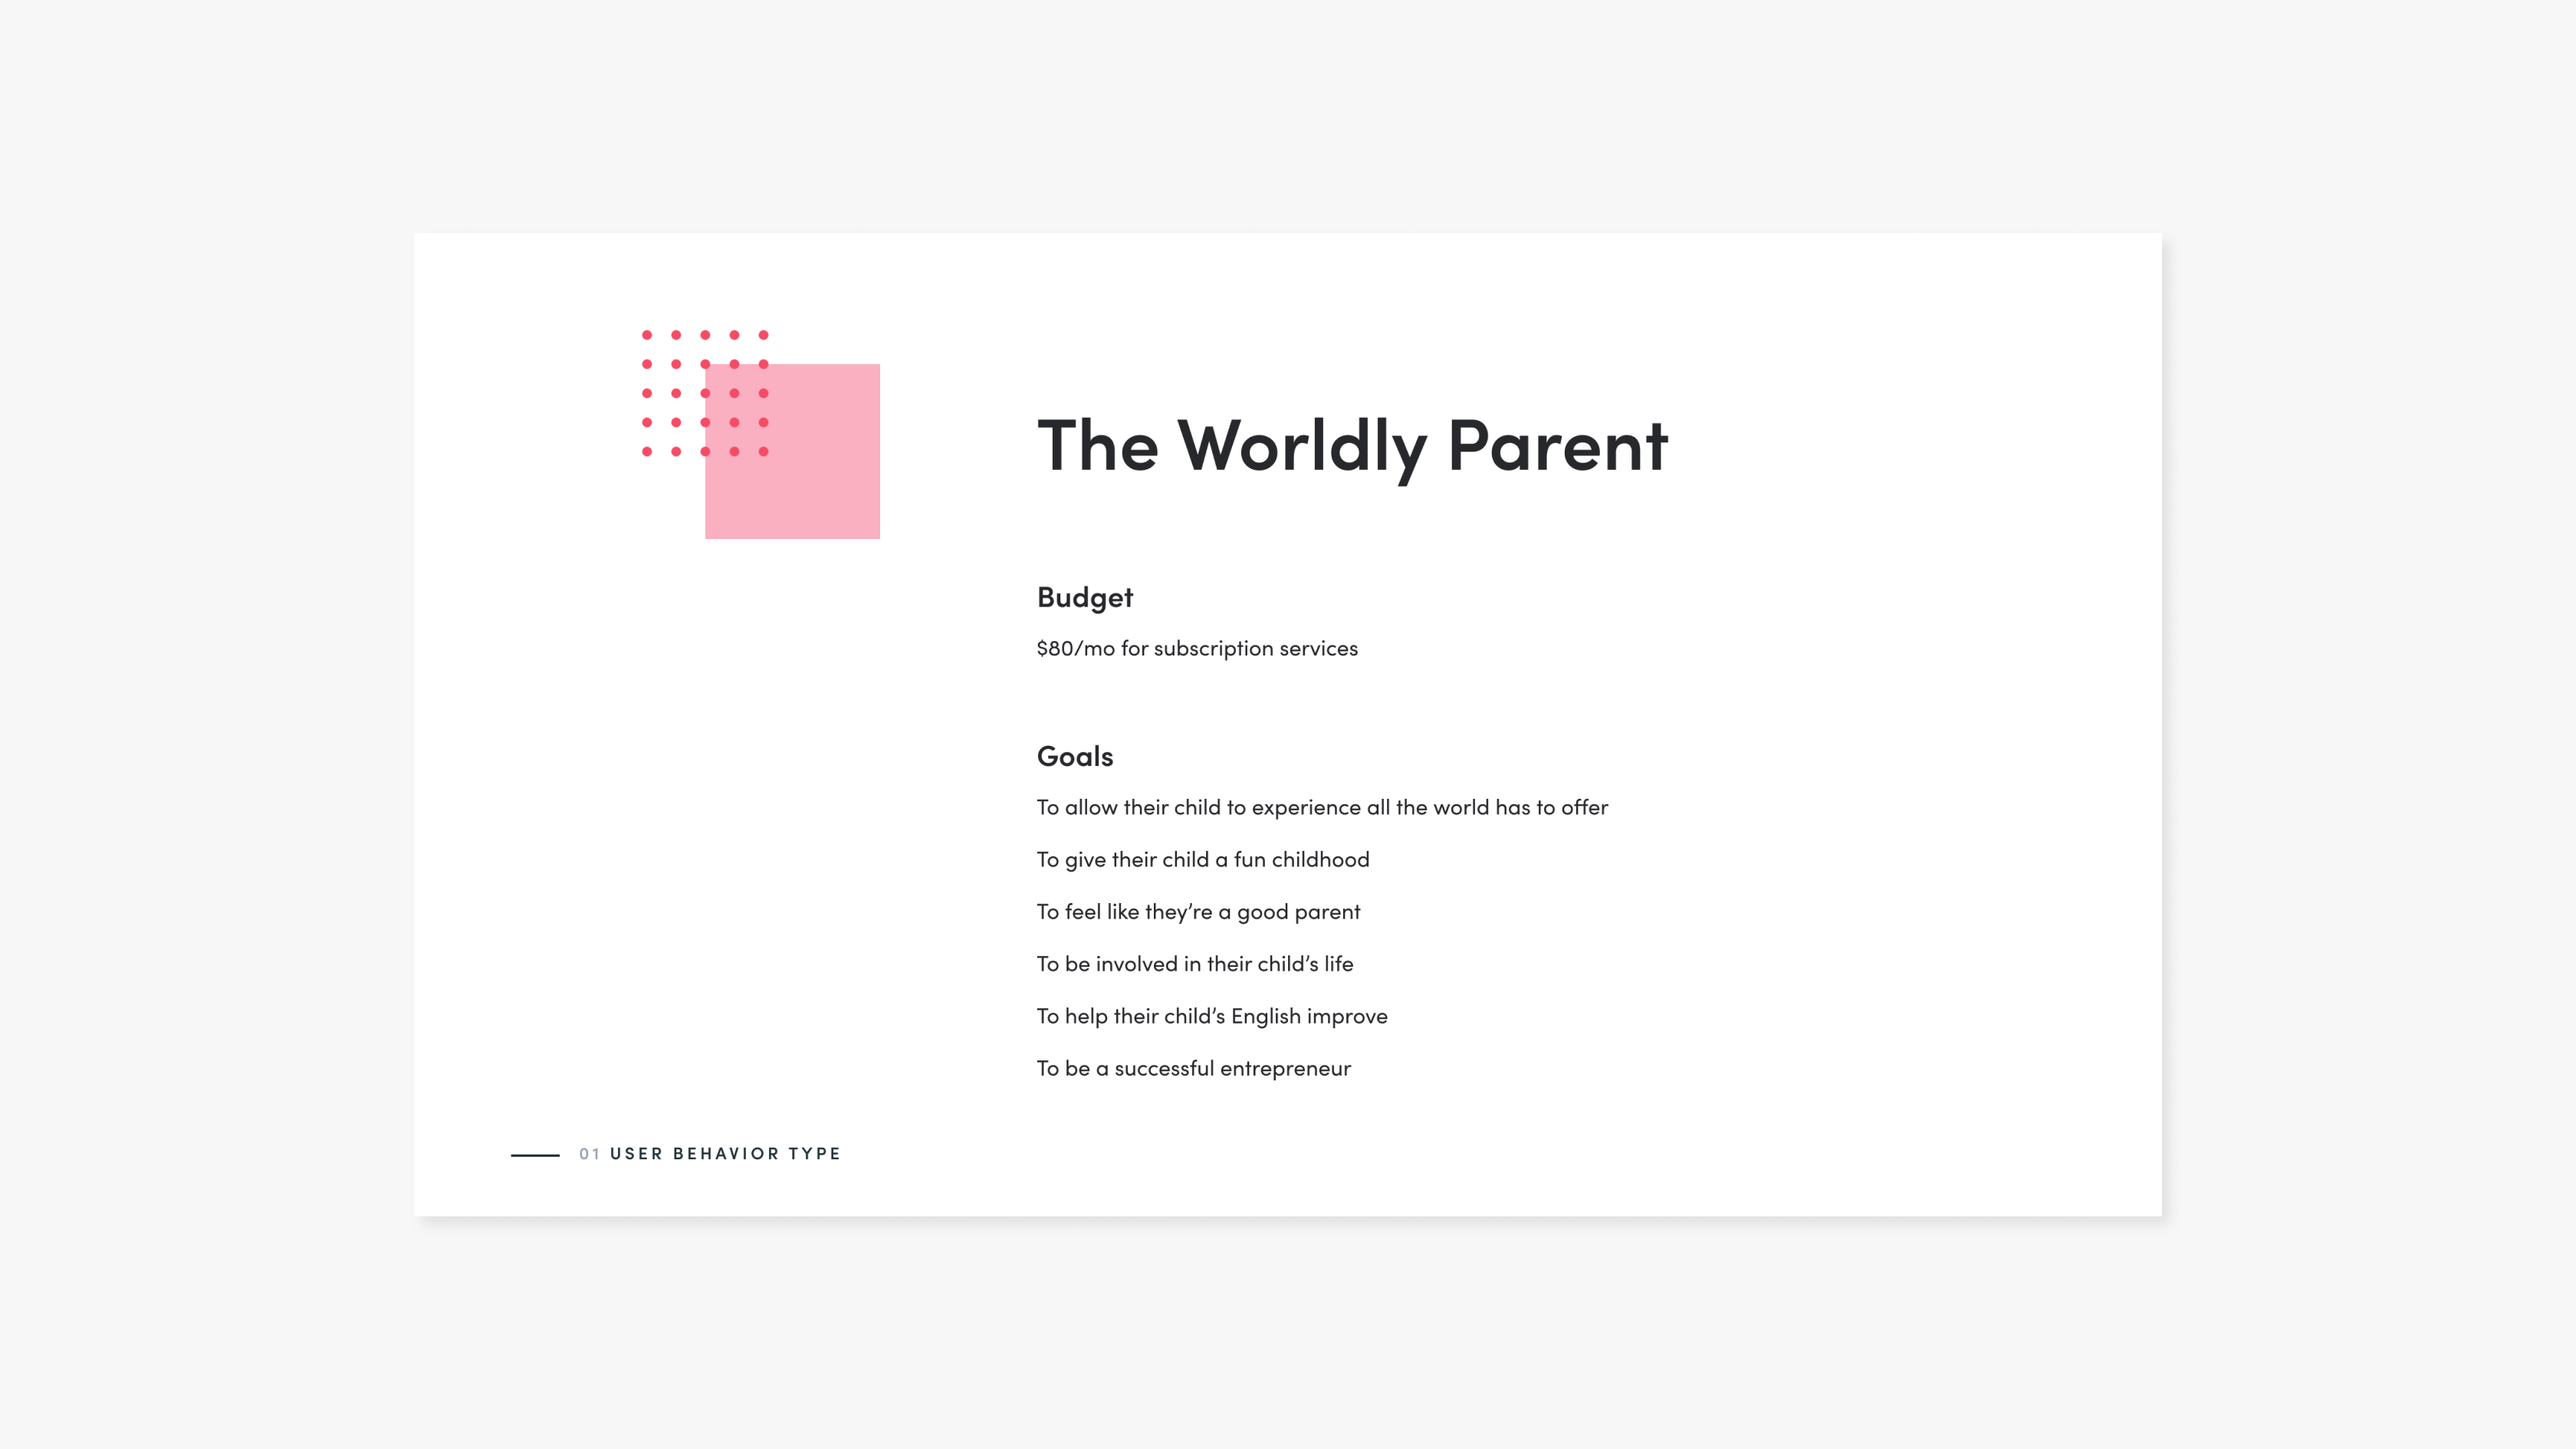 The Worldly Parent
Budget
$80/mo for subscription services
Goals
To allow their child to experience all the world has to offer
To give their child a fun childhood
To feel like they’re a good parent
To be involved in their child’s life
To help their child’s English improve
To be a successful entrepreneur
01 USER BEHAVIOR TYPE